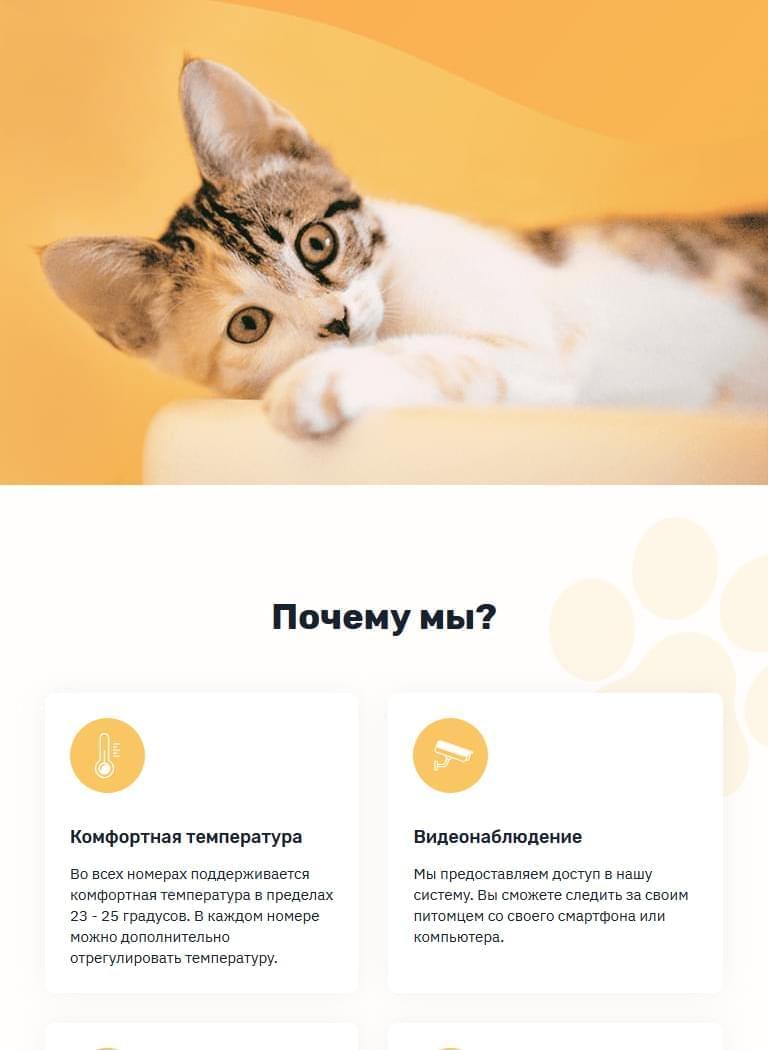 Почему мы?
Комфортная температура
Во всех номерах поддерживается
комфортная температура в пределах
23 - 25 градусов. В каждом номере
можно дополнительно
отрегулировать температуру.
Видеонаблюдение
Мы предоставляем доступ в нашу
систему. Вы сможете следить за своим
питомцем со своего смартфона или
компьютера.